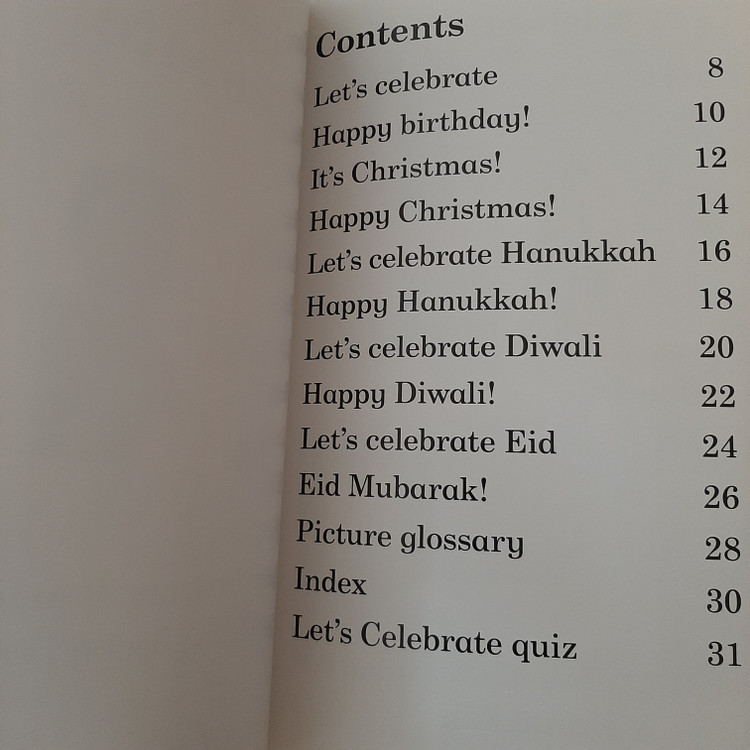 Contents
Let's celebrate 8
Happy birthday! 10
It's Christmas! 12
Happy Christmas! 14
Let's celebrate Hanukkah 16
Happy Hanukkah! 18
Let's celebrate Diwali 20
Happy Diwali! 22
Let's celebrate Eid 24
Eid Mubarak! 26
Picture glossary 28
Index 30
Let's Celebrate quiz 31